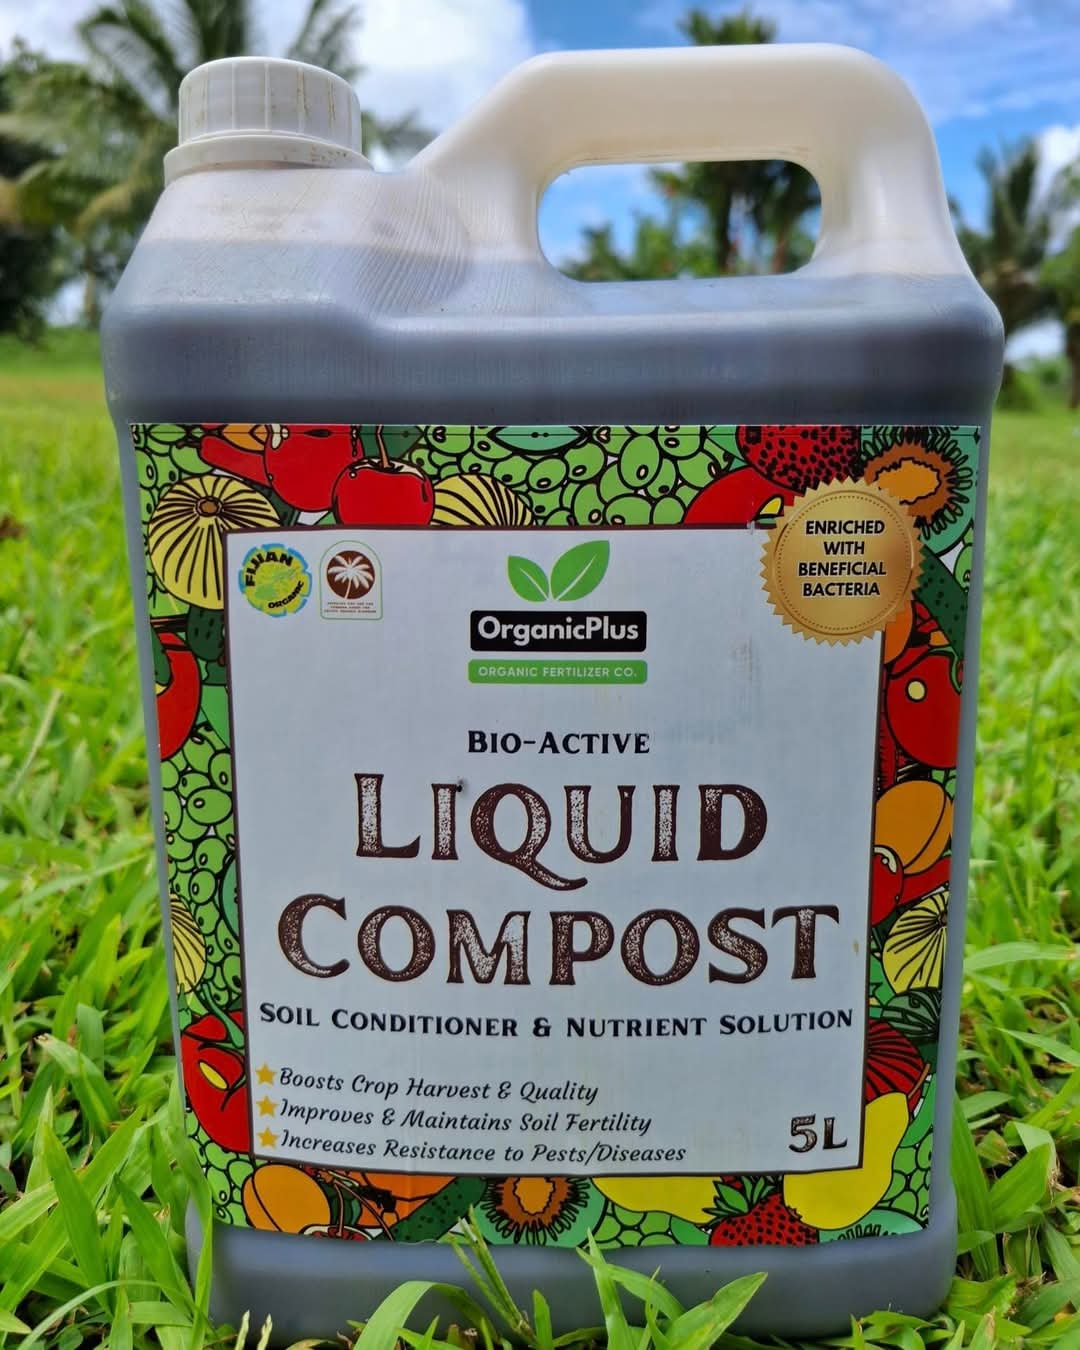 FIJIAN
ORGANIC
OrganicPlus
ORGANIC FERTILIZER CO.
ENRICHED
WITH
BENEFICIAL
BACTERIA
BIO-ACTIVE
LIQUID
COMPOST
SOIL CONDITIONER & NUTRIENT SOLUTION
Boosts Crop Harvest & Quality
Improves & Maintains Soil Fertility
Increases Resistance to Pests/Diseases
5L